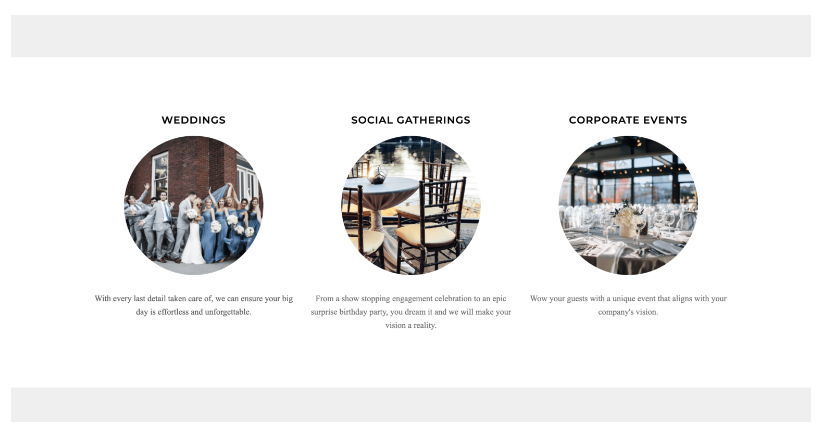 WEDDINGS
SOCIAL GATHERINGS
CORPORATE EVENTS
With every last detail taken care of, we can ensure your big
day is effortless and unforgettable.
From a show stopping engagement celebration to an epic
surprise birthday party, you dream it and we will make your
vision a reality.
Wow your guests with a unique event that aligns with your
company's vision.